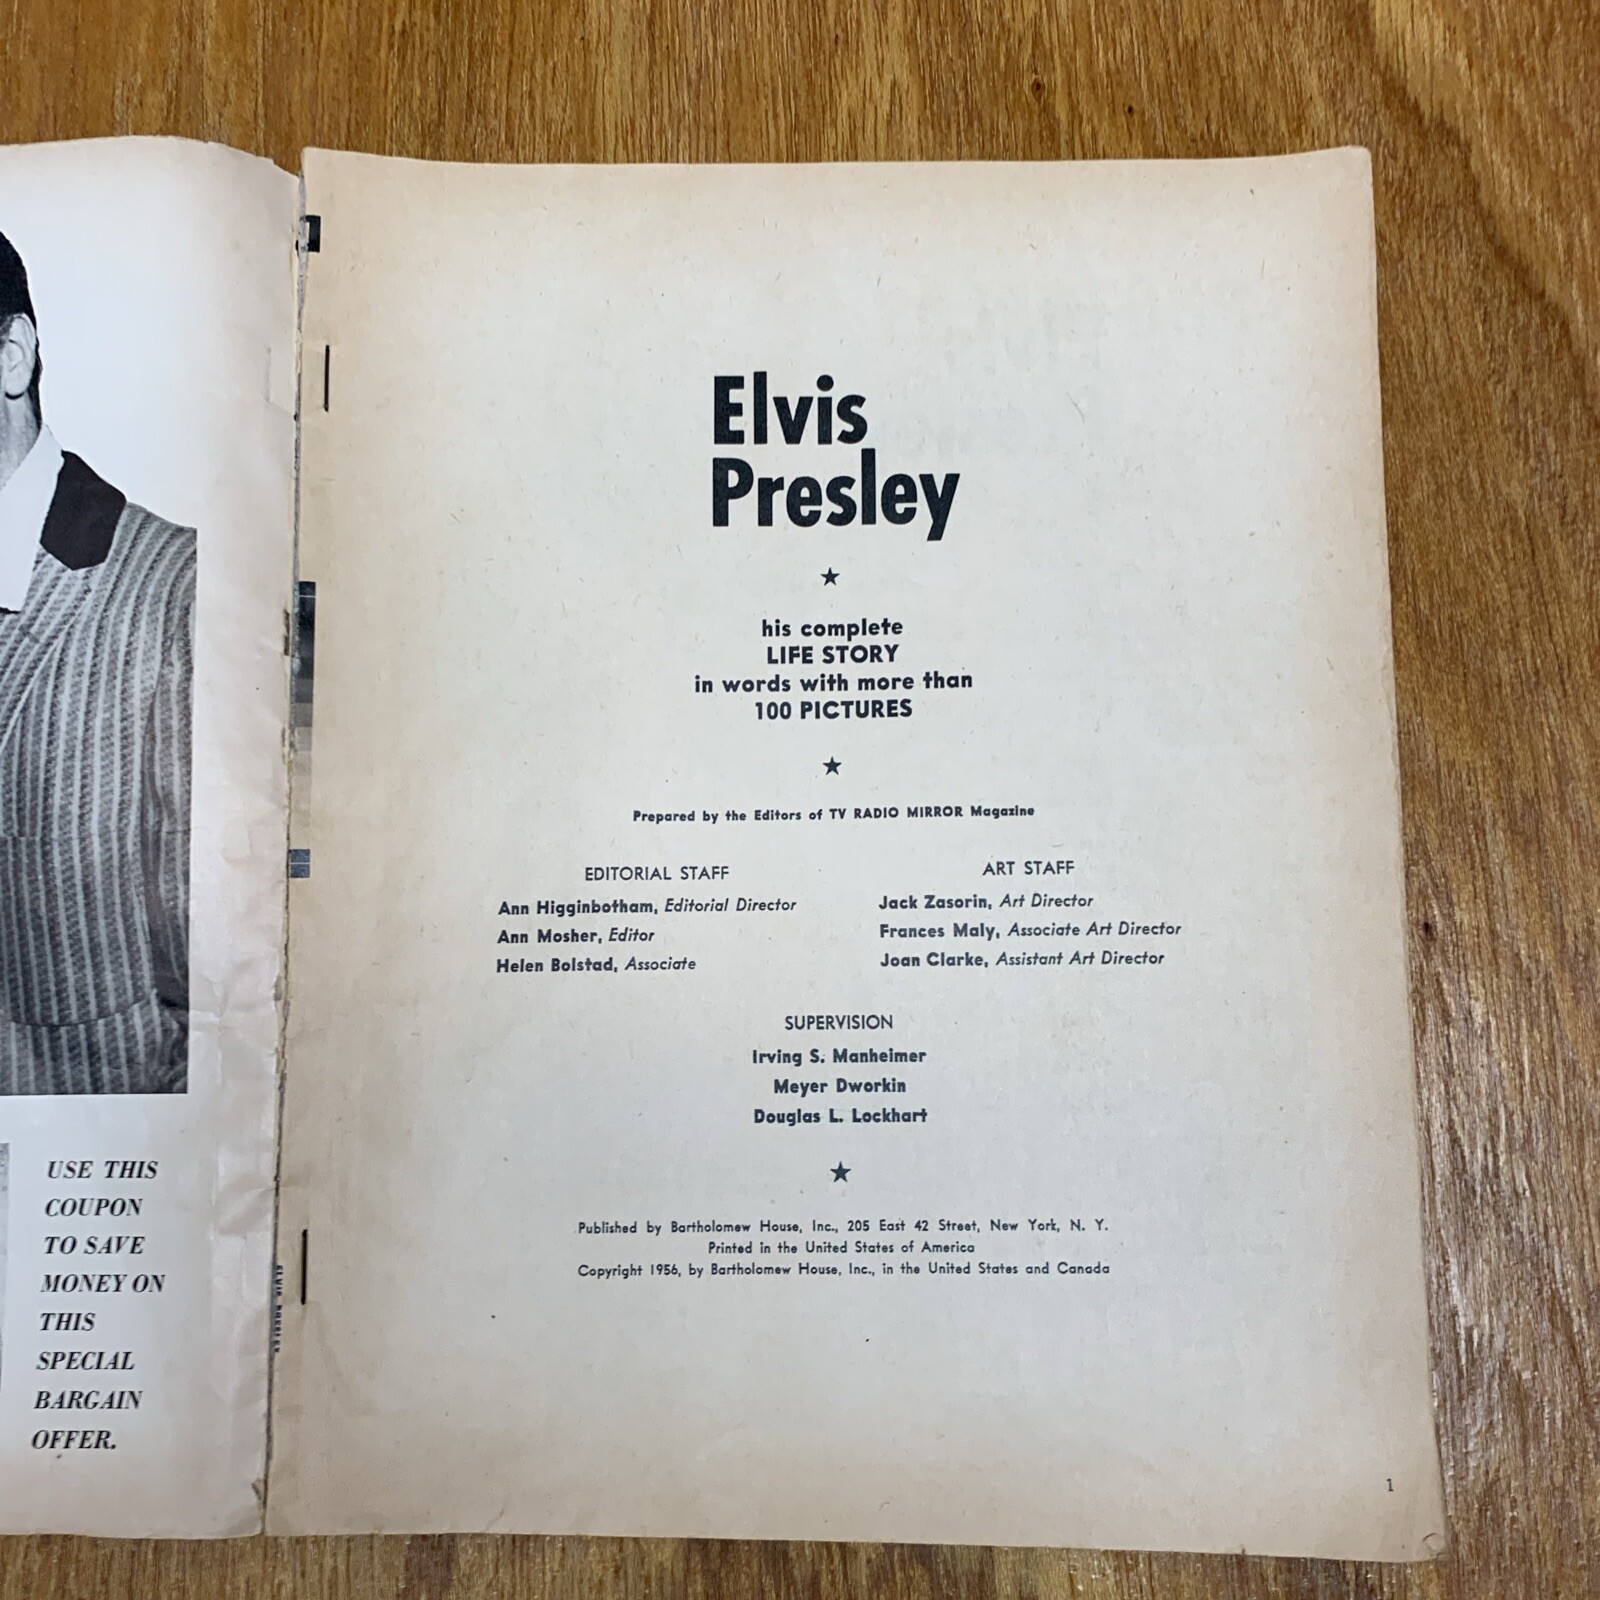 USE THIS
COUPON
TO SAVE
MONEY ON
THIS
SPECIAL
BARGAIN
OFFER.
ELVIS PRESLEY
Elvis
Presley
★
his complete
LIFE STORY
in words with more than
100 PICTURES
★
Prepared by the Editors of TV RADIO MIRROR Magazine
EDITORIAL STAFF
Ann Higginbotham, Editorial Director
Ann Mosher, Editor
Helen Bolstad, Associate
ART STAFF
Jack Zasorin, Art Director
Frances Maly, Associate Art Director
Joan Clarke, Assistant Art Director
SUPERVISION
Irving S. Manheimer
Meyer Dworkin
Douglas L. Lockhart
★
Published by Bartholomew House, Inc., 205 East 42 Street, New York, N. Y.
Printed in the United States of America
Copyright 1956, by Bartholomew House, Inc., in the United States and Canada
1